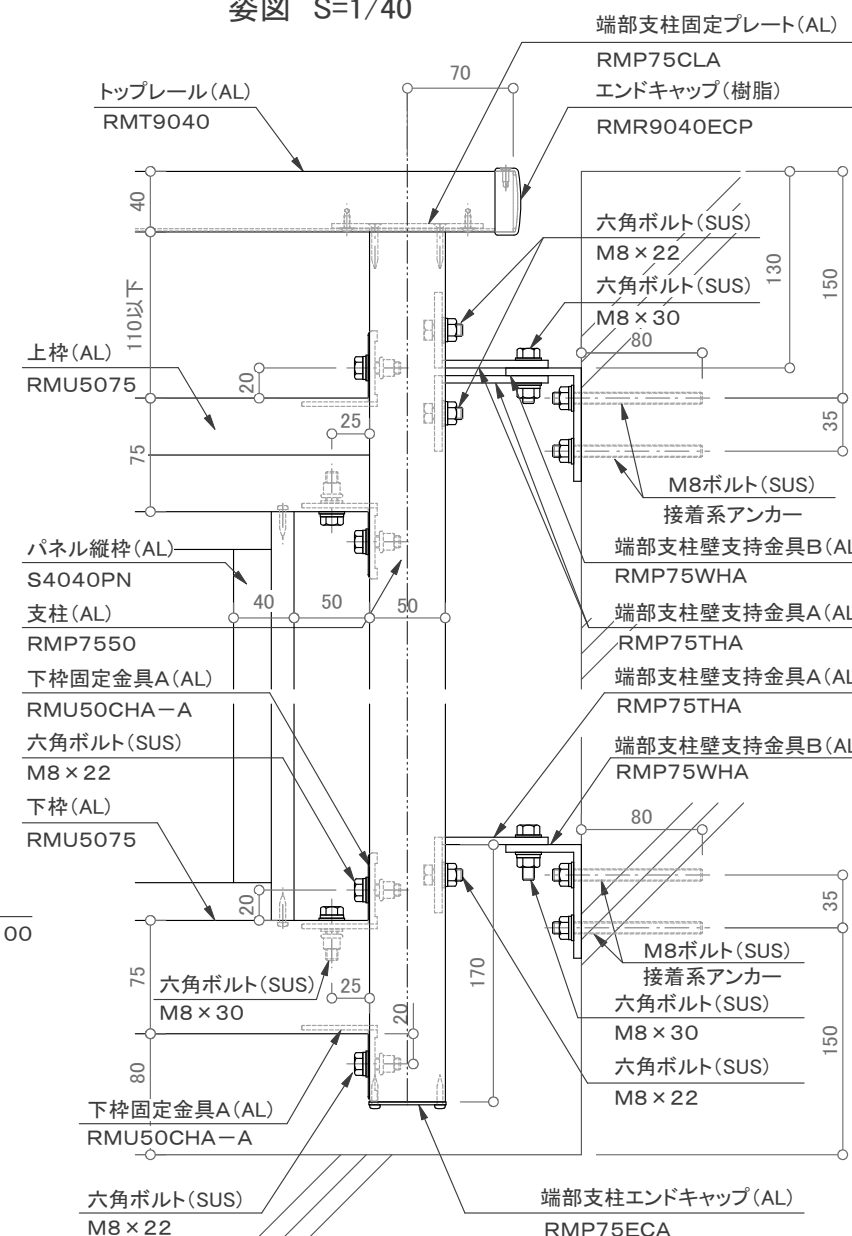 姿図 S=1/40
端部支柱固定プレート(AL)
RMP75CLA
70
トップレール(AL)
RMT9040
エンドキャップ(樹脂)
RMR9040ECP
40
六角ボルト(SUS)
M8×22
130
150
六角ボルト(SUS)
M8×30
110以下
80
上枠(AL)
RMU5075
20
25
35
75
M8ボルト(SUS)
接着系アンカー
パネル縦枠(AL)
S4040PN
端部支柱壁支持金具B(AL
RMP75WHA
40
50
50
支柱(AL)
RMP7550
端部支柱壁支持金具A(AL
RMP75THA
下枠固定金具A(AL)
RMU50CHA-A
端部支柱壁支持金具A(AL
RMP75THA
六角ボルト(SUS)
M8×22
端部支柱壁支持金具B(AL
RMP75WHA
下枠(AL)
RMU5075
80
20
35
00
75
M8ボルト(SUS)
接着系アンカー
170
六角ボルト(SUS)
M8×30
25
六角ボルト(SUS)
M8×30
20
150
80
六角ボルト(SUS)
M8×22
下枠固定金具A(AL)
RMU50CHA-A
六角ボルト(SUS)
M8×22
端部支柱エンドキャップ(AL)
RMP75ECA